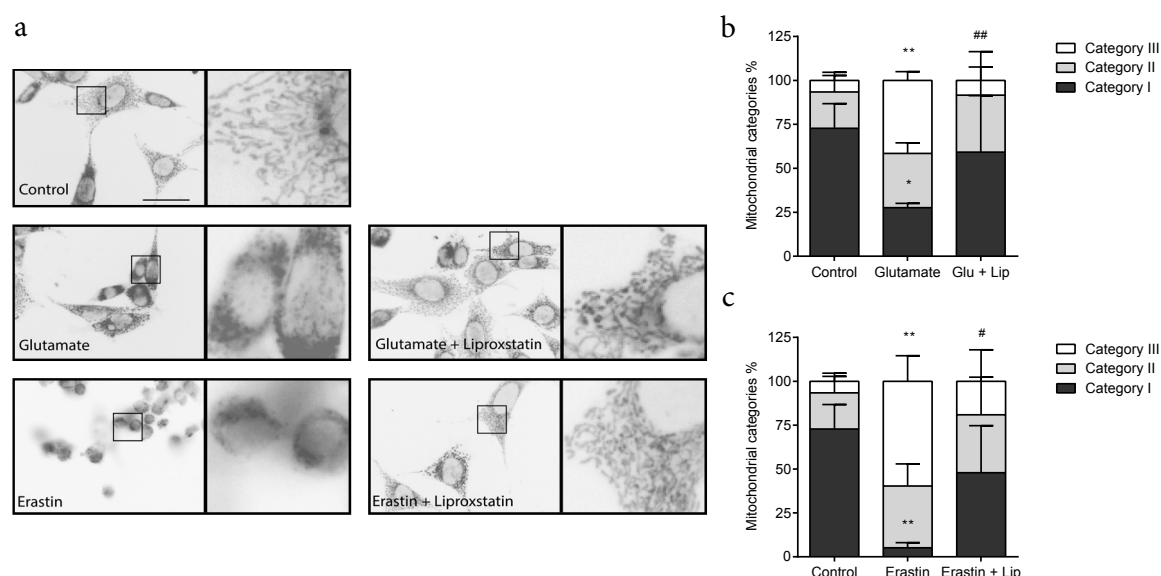 a
Control
Glutamate
Glutamate + Liproxstatin
Erastin
Erastin + Liproxstatin
b
Mitochondrial categories %
125
100
75
50
25
0
**
*
##
Control
Glutamate
Glu + Lip
Category III
Category II
Category I
c
Mitochondrial categories %
125
100
75
50
25
0
**
**
#
Control
Erastin
Erastin + Lip
Category III
Category II
Category I